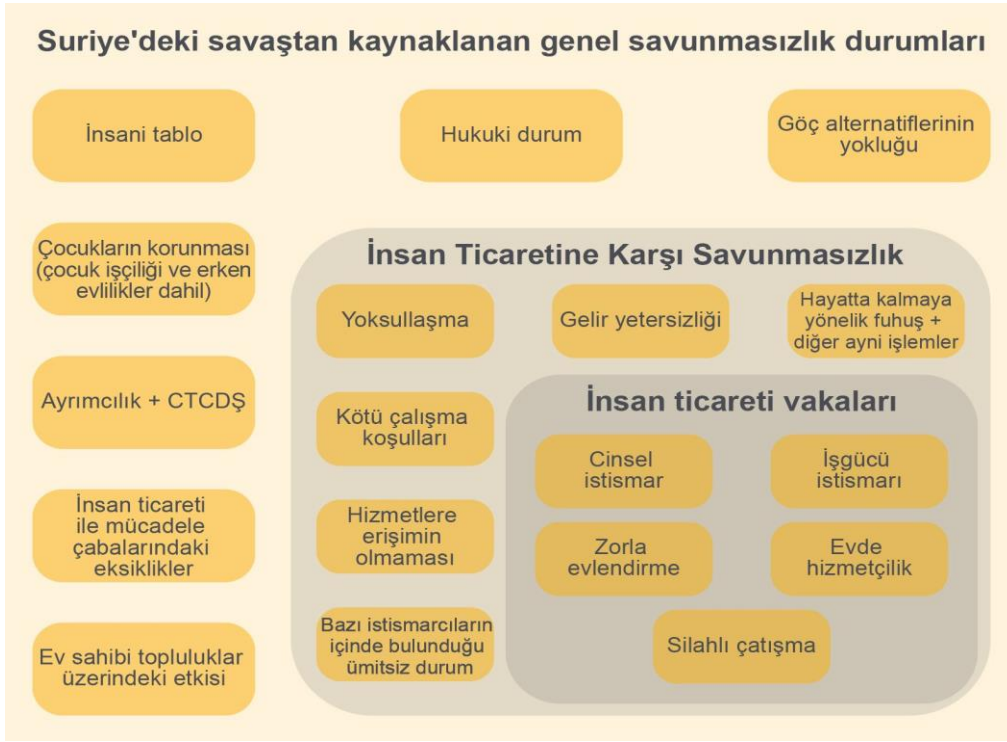 Suriye'deki savaştan kaynaklanan genel savunmasızlık durumları
İnsani tablo
Hukuki durum
Göç alternatiflerinin
yokluğu
Çocukların korunması
(çocuk işçiliği ve erken
evlilikler dahil)
Ayrımcılık + CTCDŞ
İnsan ticareti
ile mücadele
çabalarındaki
eksiklikler
Ev sahibi topluluklar
üzerindeki etkisi
İnsan Ticaretine Karşı Savunmasızlık
Yoksullaşma
Gelir yetersizliği
Hayatta kalmaya
yönelik fuhuş +
diğer ayni işlemler
Kötü çalışma
koşulları
Hizmetlere
erişimin
olmaması
Bazı istismarcıların
içinde bulunduğu
ümitsiz durum
İnsan ticareti vakaları
Cinsel
istismar
İşgücü
istismarı
Zorla
evlendirme
Evde
hizmetçilik
Silahlı çatışma